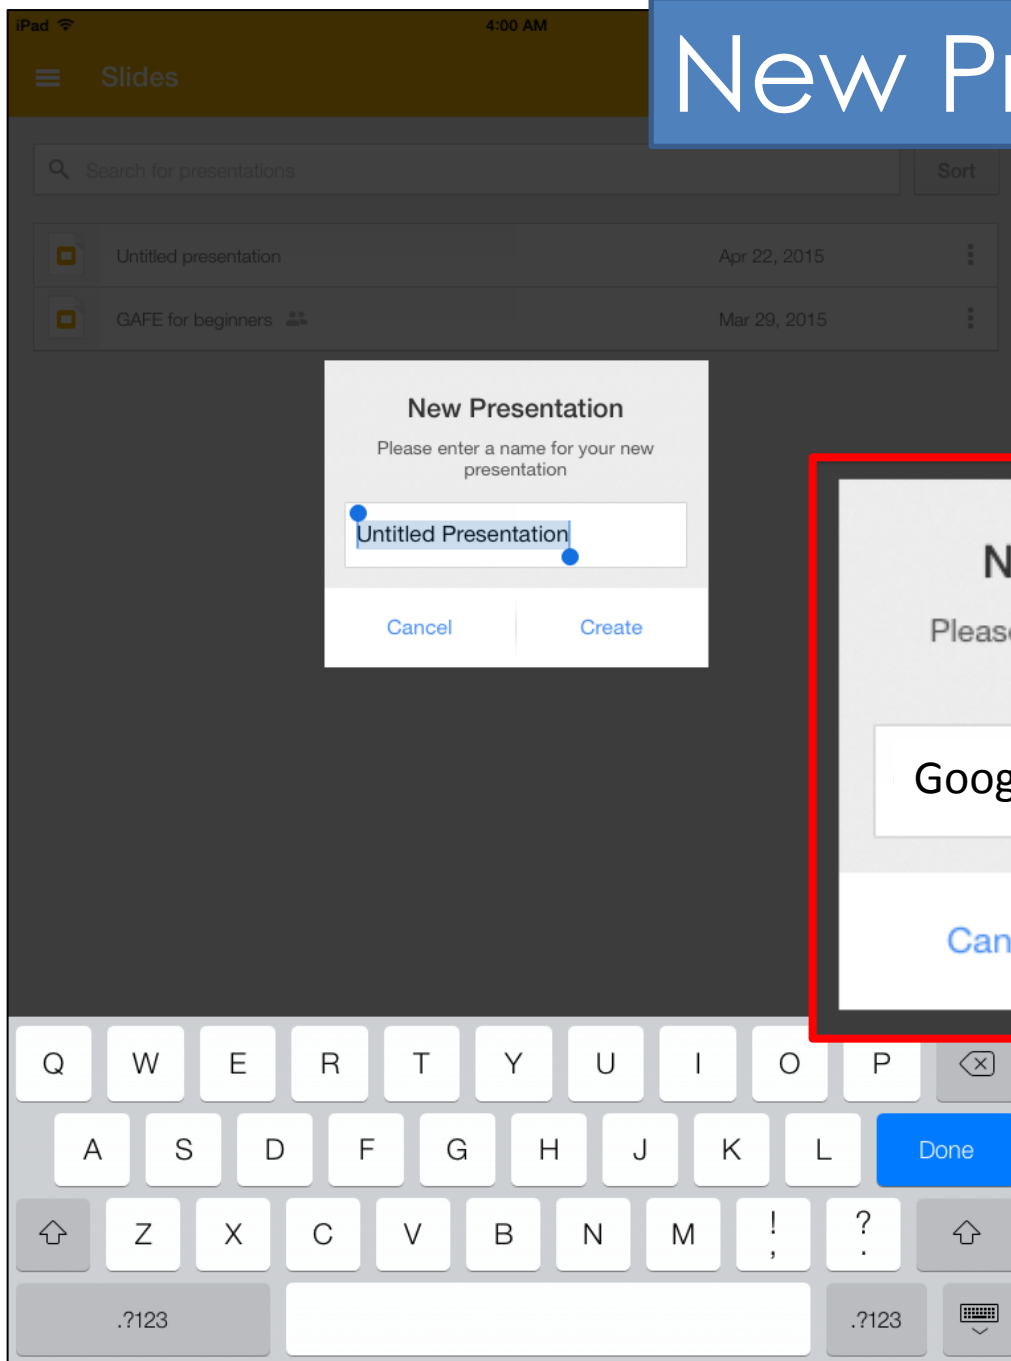 iPad 4:00 AM
New Pr
Slides
Search for presentations Sort
Untitled presentation Apr 22, 2015
GAFE for beginners Mar 29, 2015
New Presentation
Please enter a name for your new
presentation
Untitled Presentation
Cancel Create
N
Please
Goog
Can
Q W E R T Y U I O P
A S D F G H J K L Done
Z X C V B N M ! , ? .
.?123 .?123